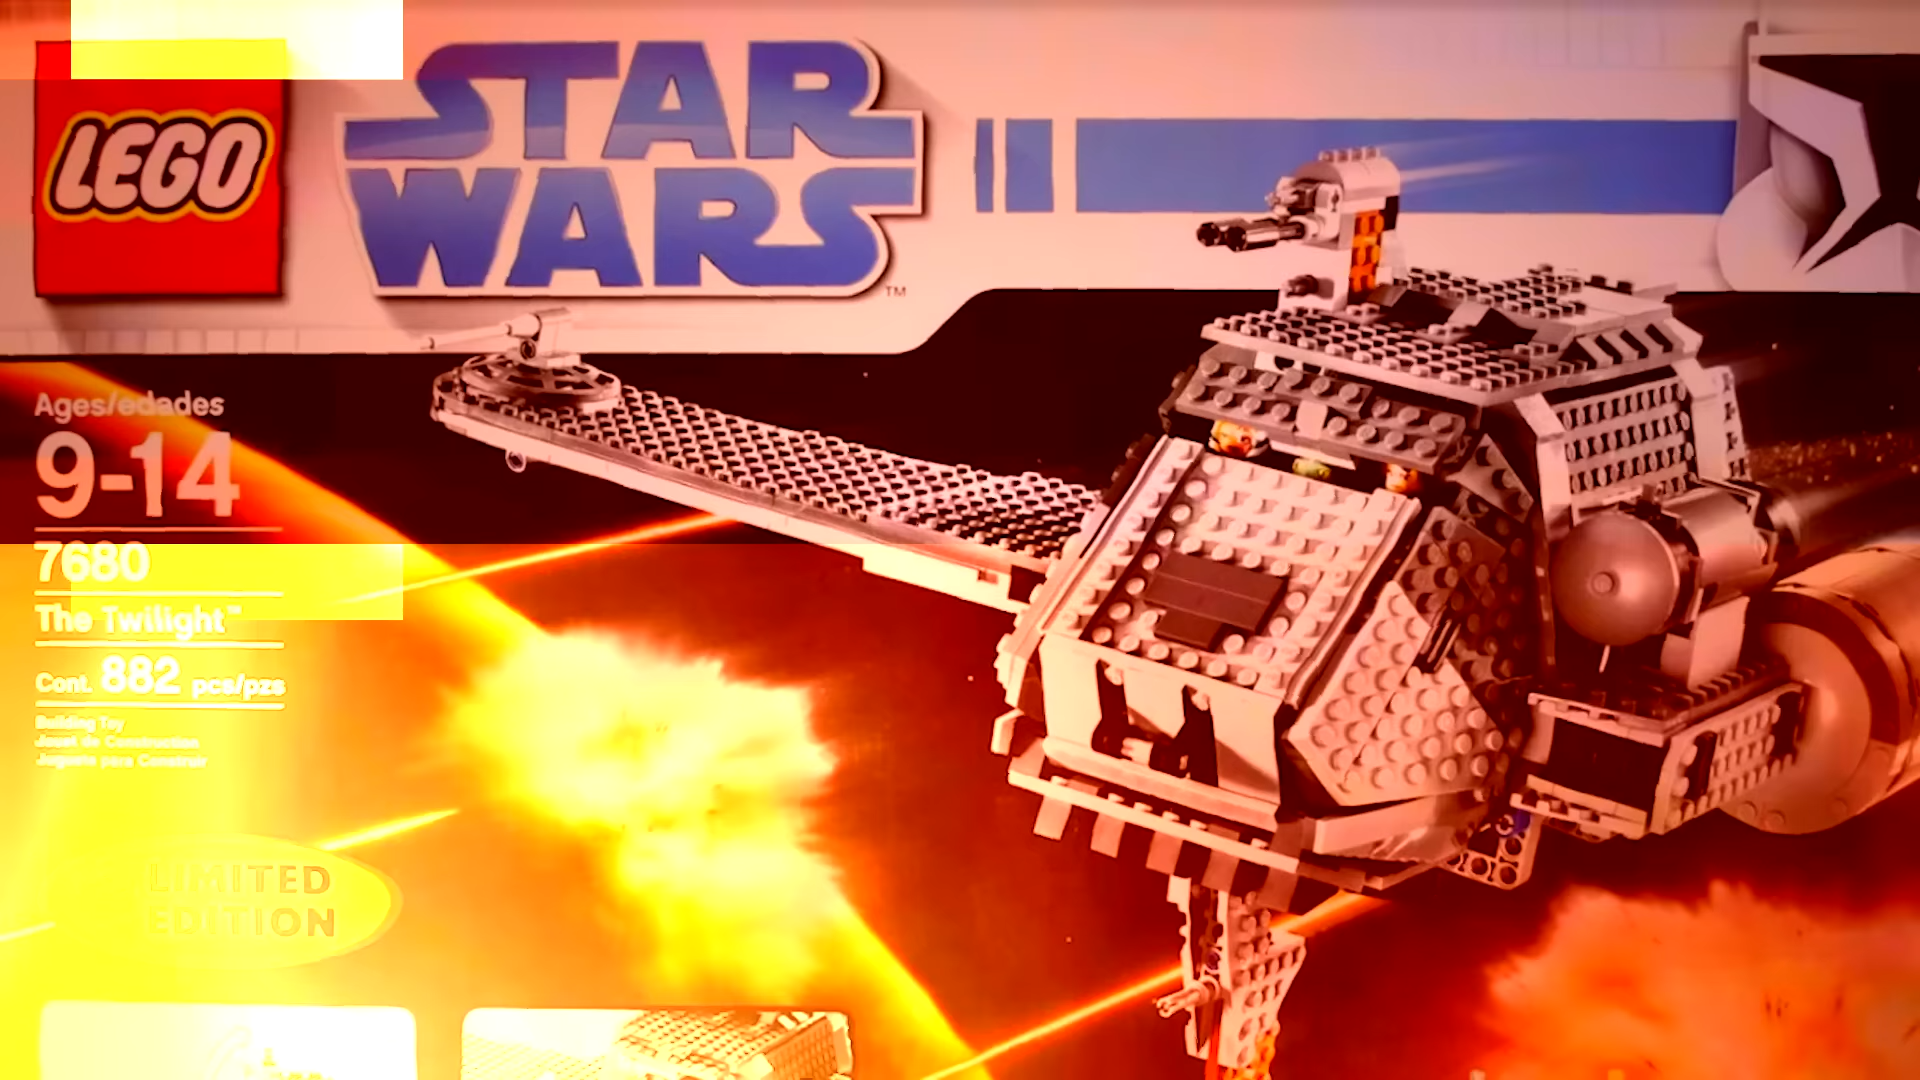 LEGO
STAR
WARS
TM
Ages/edades
9-14
7680
The Twilight™
Cont. 882 pcs/pzs
Building Toy
Jouet de Construction
Juguete para Construir
LIMITED
EDITION